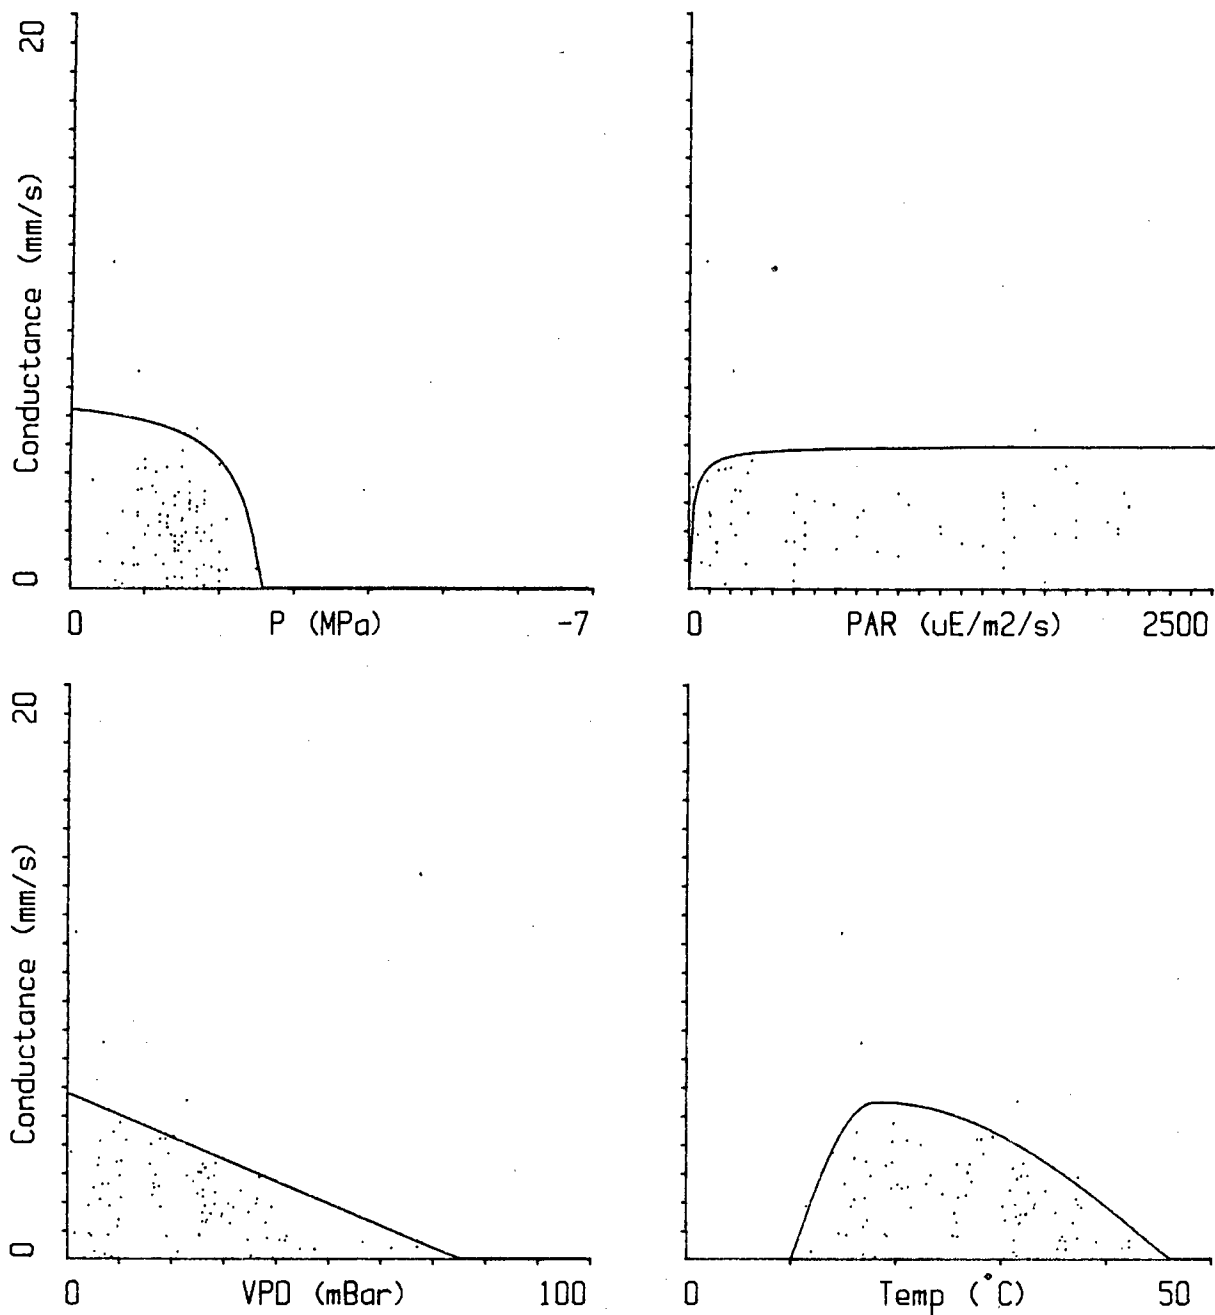 20
Conductance (mm/s)
0
0 P (MPa) -7
0 PAR (uE/m2/s) 2500
20
Conductance (mm/s)
0
0 VPD (mBar) 100
0 Temp (°C) 50